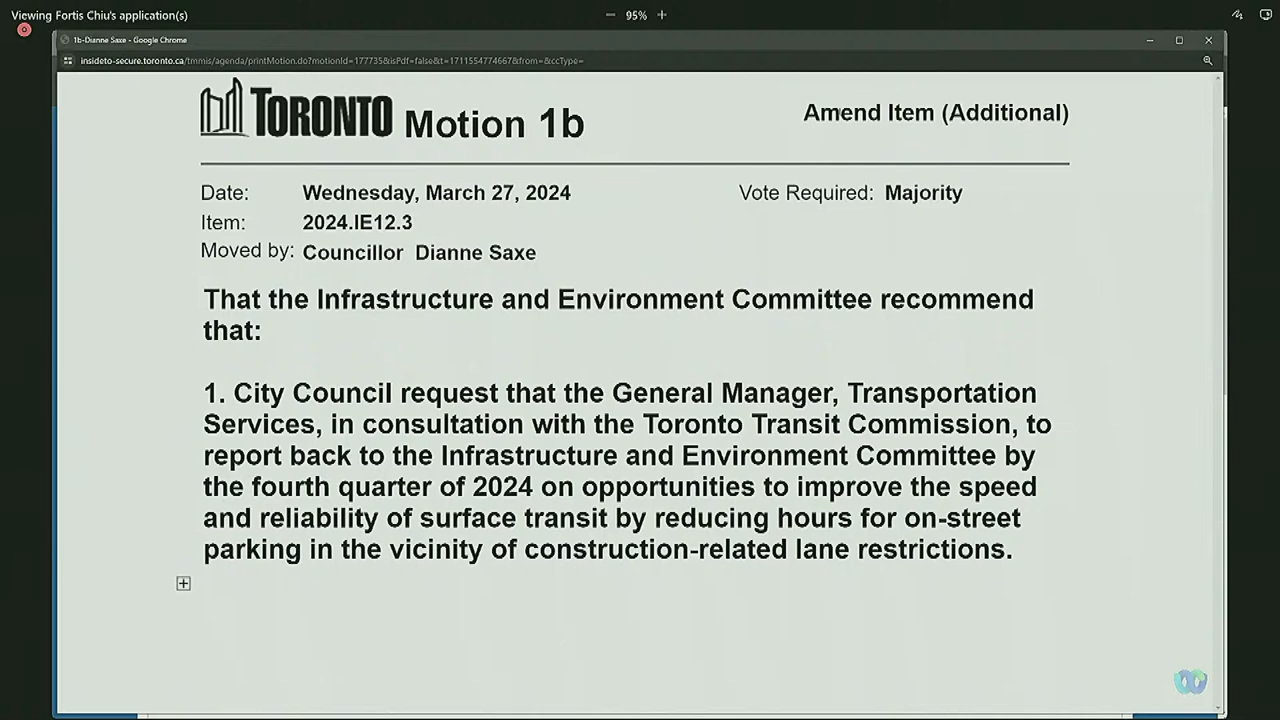 Viewing Fortis Chiu's application(s)
95%
1b-Dianne Saxe - Google Chrome
insideto-secure.toronto.ca/tmmis/agenda/printMotion.do?motionId=177735&isPdf=false&t=1711554774667&from=&ccType=
TORONTO Motion 1b
Amend Item (Additional)
Date: Wednesday, March 27, 2024 Vote Required: Majority
Item: 2024.IE12.3
Moved by: Councillor Dianne Saxe
That the Infrastructure and Environment Committee recommend
that:
1. City Council request that the General Manager, Transportation
Services, in consultation with the Toronto Transit Commission, to
report back to the Infrastructure and Environment Committee by
the fourth quarter of 2024 on opportunities to improve the speed
and reliability of surface transit by reducing hours for on-street
parking in the vicinity of construction-related lane restrictions.